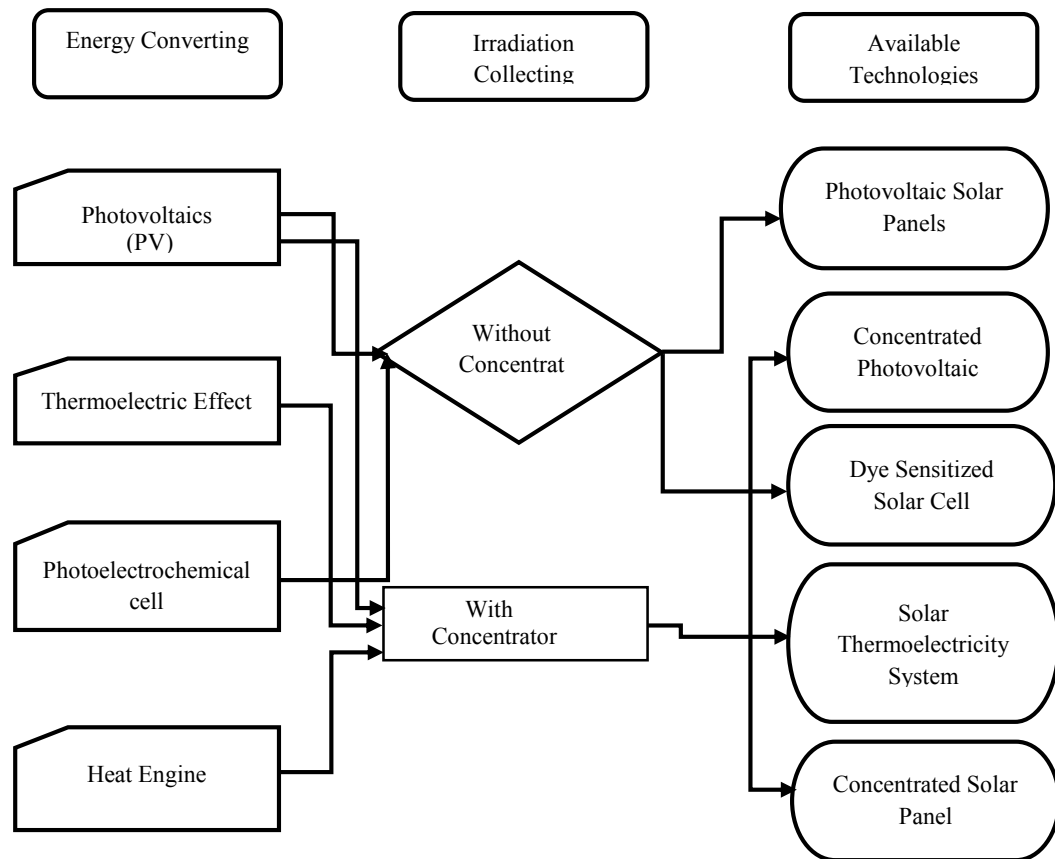 Energy Converting
Irradiation
Collecting
Available
Technologies
Photovoltaics
(PV)
Photovoltaic Solar
Panels
Without
Concentrat
Concentrated
Photovoltaic
Thermoelectric Effect
Dye Sensitized
Solar Cell
Photoelectrochemical
cell
With
Concentrator
Solar
Thermoelectricity
System
Heat Engine
Concentrated Solar
Panel